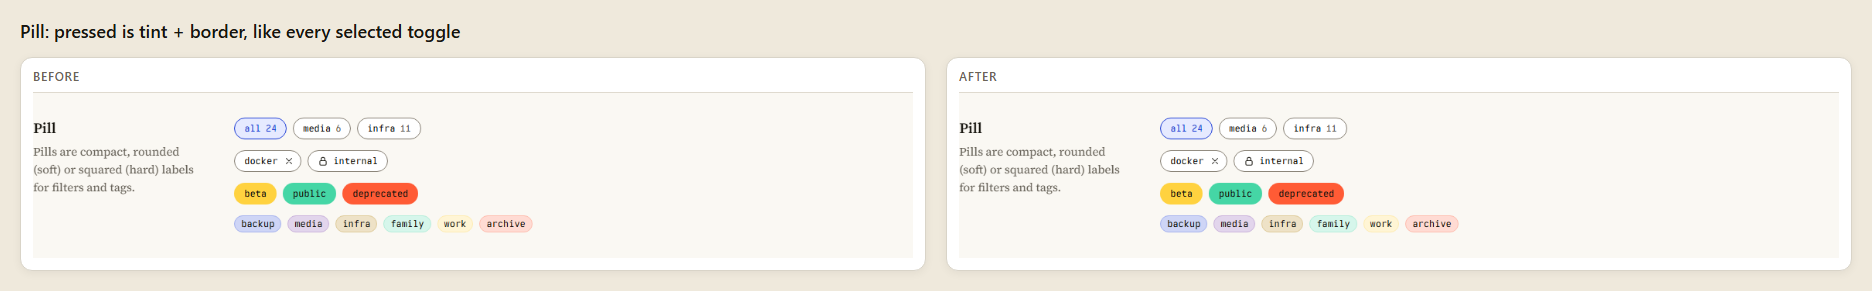 Pill: pressed is tint + border, like every selected toggle
BEFORE
Pill
Pills are compact, rounded
(soft) or squared (hard) labels
for filters and tags.
all 24 media 6 infra 11
docker × internal
beta public deprecated
backup media infra family work archive
AFTER
Pill
Pills are compact, rounded
(soft) or squared (hard) labels
for filters and tags.
all 24 media 6 infra 11
docker × internal
beta public deprecated
backup media infra family work archive